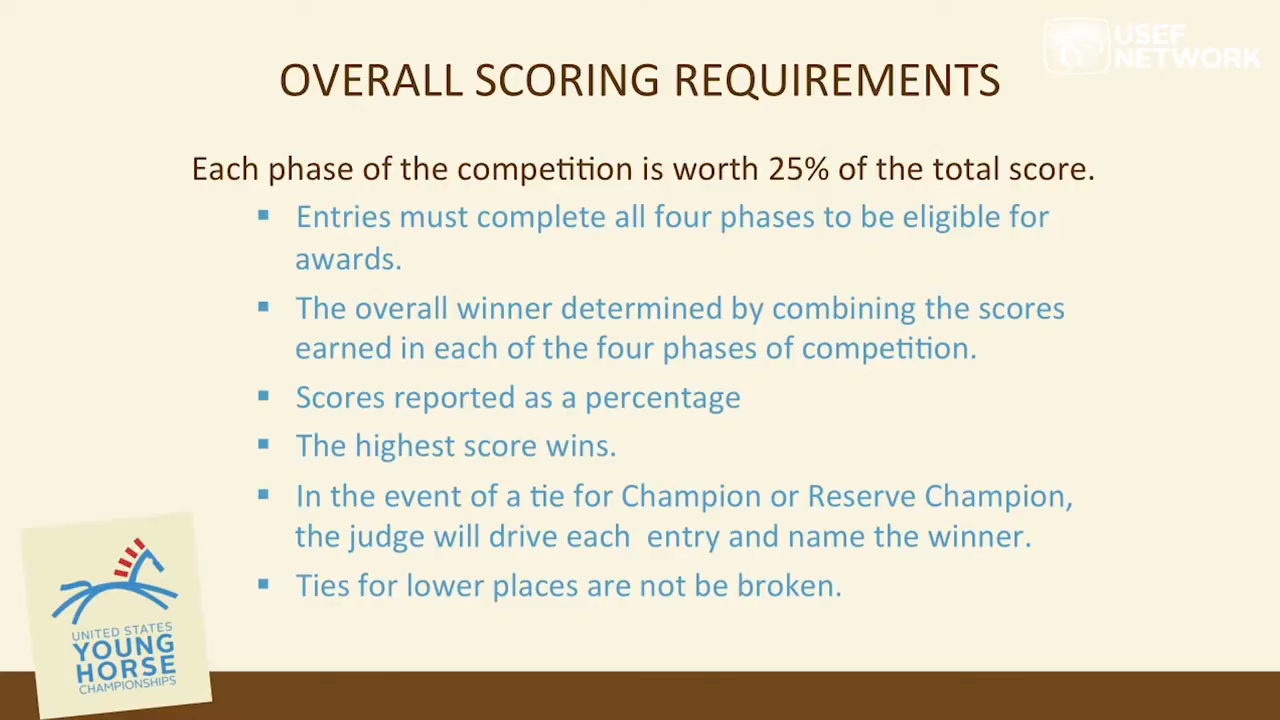 USEF
NETWORK
OVERALL SCORING REQUIREMENTS
Each phase of the competition is worth 25% of the total score.
▪ Entries must complete all four phases to be eligible for
awards.
▪ The overall winner determined by combining the scores
earned in each of the four phases of competition.
▪ Scores reported as a percentage
▪ The highest score wins.
▪ In the event of a tie for Champion or Reserve Champion,
the judge will drive each  entry and name the winner.
▪ Ties for lower places are not be broken.
UNITED STATES
YOUNG
HORSE
CHAMPIONSHIPS